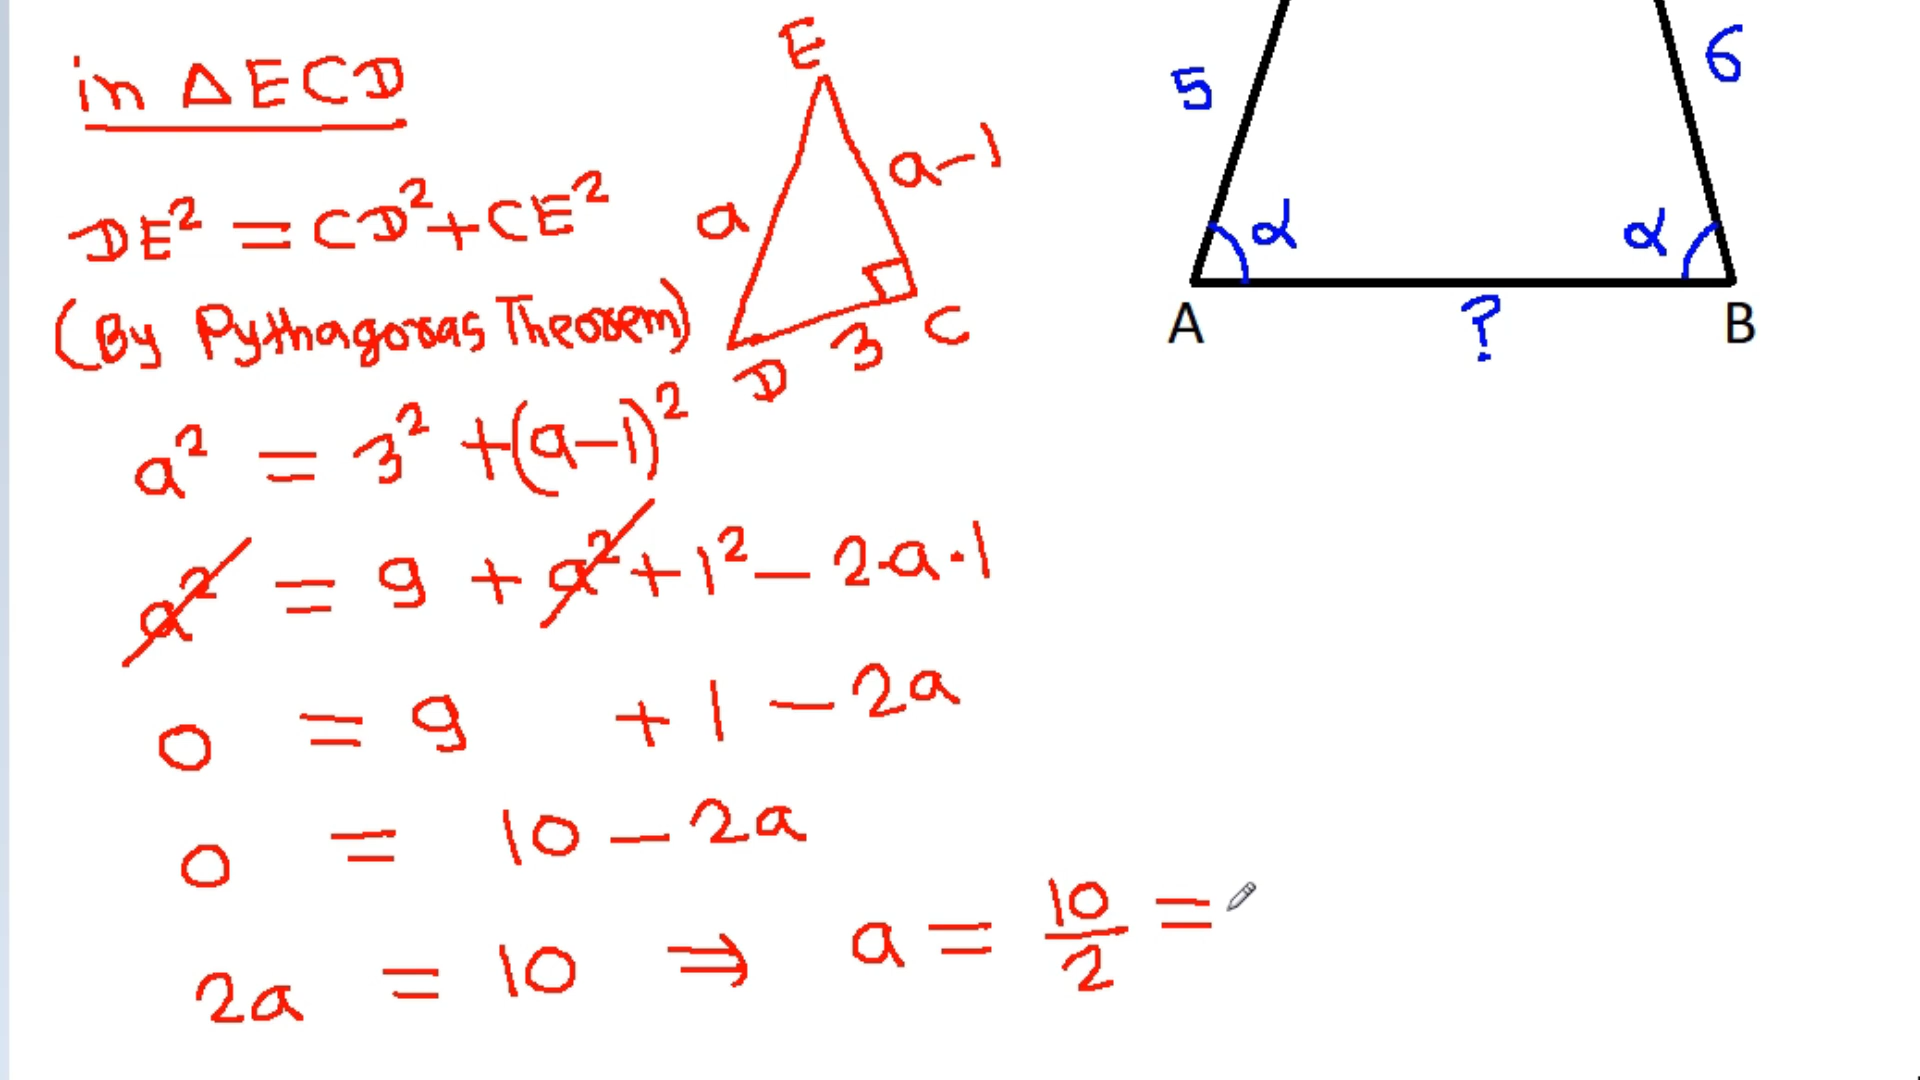 in ΔECD
DE² = CD² + CE²
(By Pythagoras Theorem)
a² = 3² + (a-1)²
a² = 9 + a² + 1² - 2·a·1
0 = 9 + 1 - 2a
0 = 10 - 2a
2a = 10 ⇒ a = 10/2 =
E
a
a-1
D
3
C
5
6
α
α
A
?
B